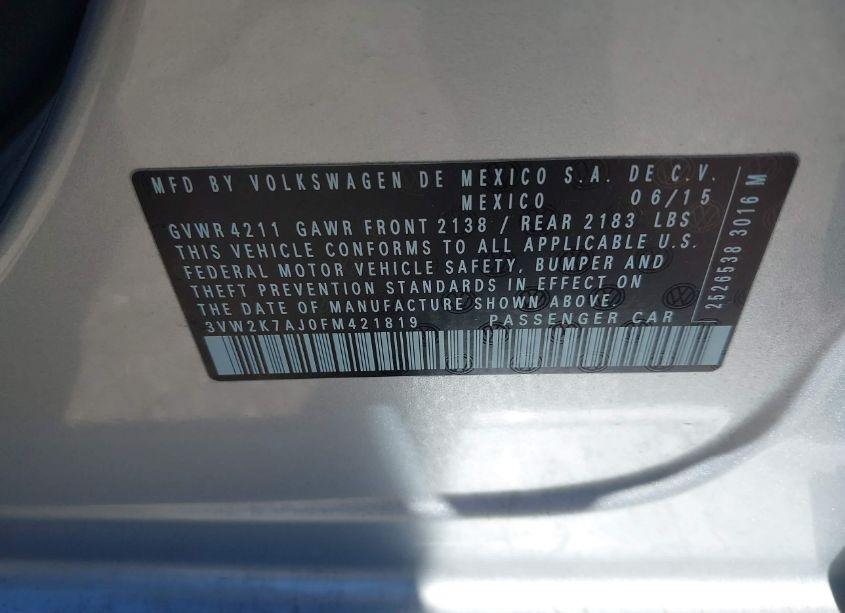 MFD BY VOLKSWAGEN DE MEXICO S.A. DE C.V.
MEXICO 06/15
GVWR 4211 GAWR FRONT 2138 / REAR 2183 LBS
THIS VEHICLE CONFORMS TO ALL APPLICABLE U.S.
FEDERAL MOTOR VEHICLE SAFETY, BUMPER AND
THEFT PREVENTION STANDARDS IN EFFECT ON
THE DATE OF MANUFACTURE SHOWN ABOVE.
3VW2K7AJ0FM421819 PASSENGER CAR
2526538 3016 M